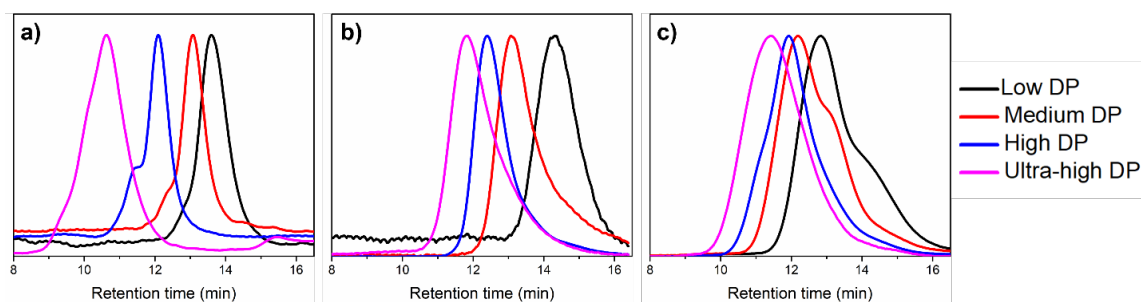 a)
b)
c)
Low DP
Medium DP
High DP
Ultra-high DP
8 10 12 14 16
8 10 12 14 16
8 10 12 14 16
Retention time (min)
Retention time (min)
Retention time (min)